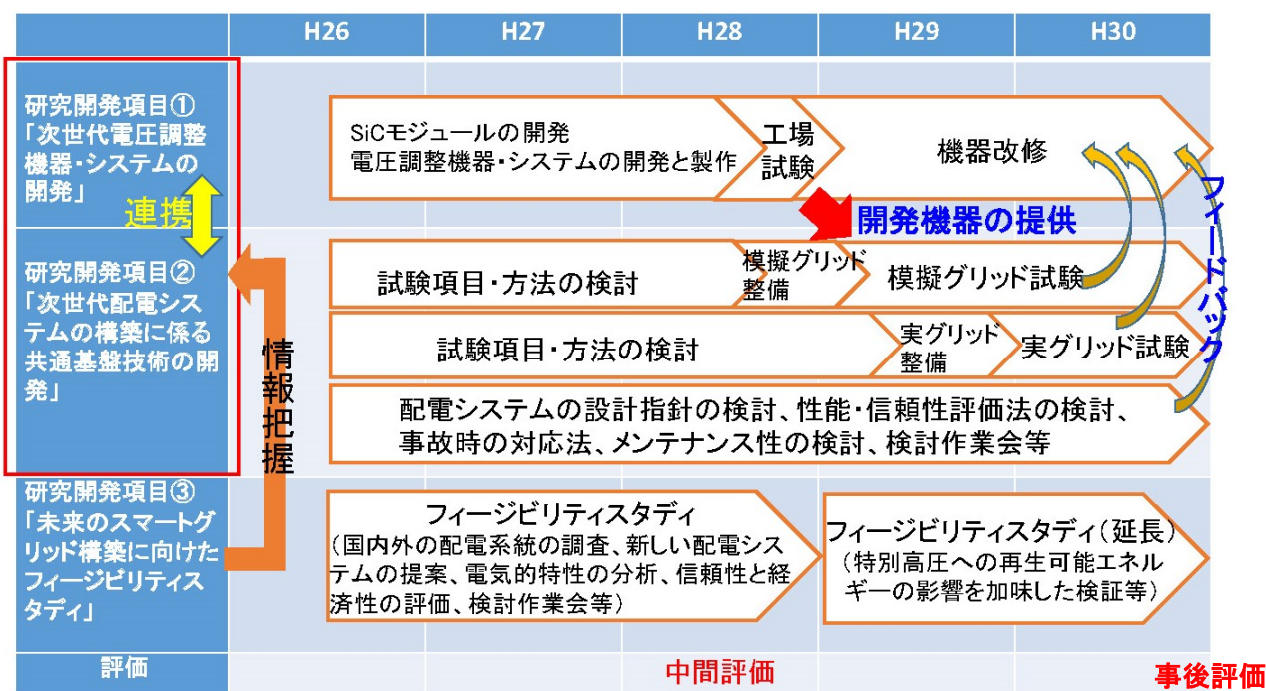 H26
H27
H28
H29
H30
研究開発項目①
「次世代電圧調整
機器・システムの
開発」
SiCモジュールの開発
電圧調整機器・システムの開発と製作
工場
試験
機器改修
連携
開発機器の提供
フィードバック
研究開発項目②
「次世代配電シス
テムの構築に係る
共通基盤技術の開
発」
試験項目・方法の検討
模擬グリッド
整備
模擬グリッド試験
試験項目・方法の検討
実グリッド
整備
実グリッド試験
情報把握
配電システムの設計指針の検討、性能・信頼性評価法の検討、
事故時の対応法、メンテナンス性の検討、検討作業会等
研究開発項目③
「未来のスマートグ
リッド構築に向けた
フィージビリティス
タディ」
フィージビリティスタディ
(国内外の配電系統の調査、新しい配電シス
テムの提案、電気的特性の分析、信頼性と経
済性の評価、検討作業会等)
フィージビリティスタディ(延長)
(特別高圧への再生可能エネル
ギーの影響を加味した検証等)
評価
中間評価
事後評価